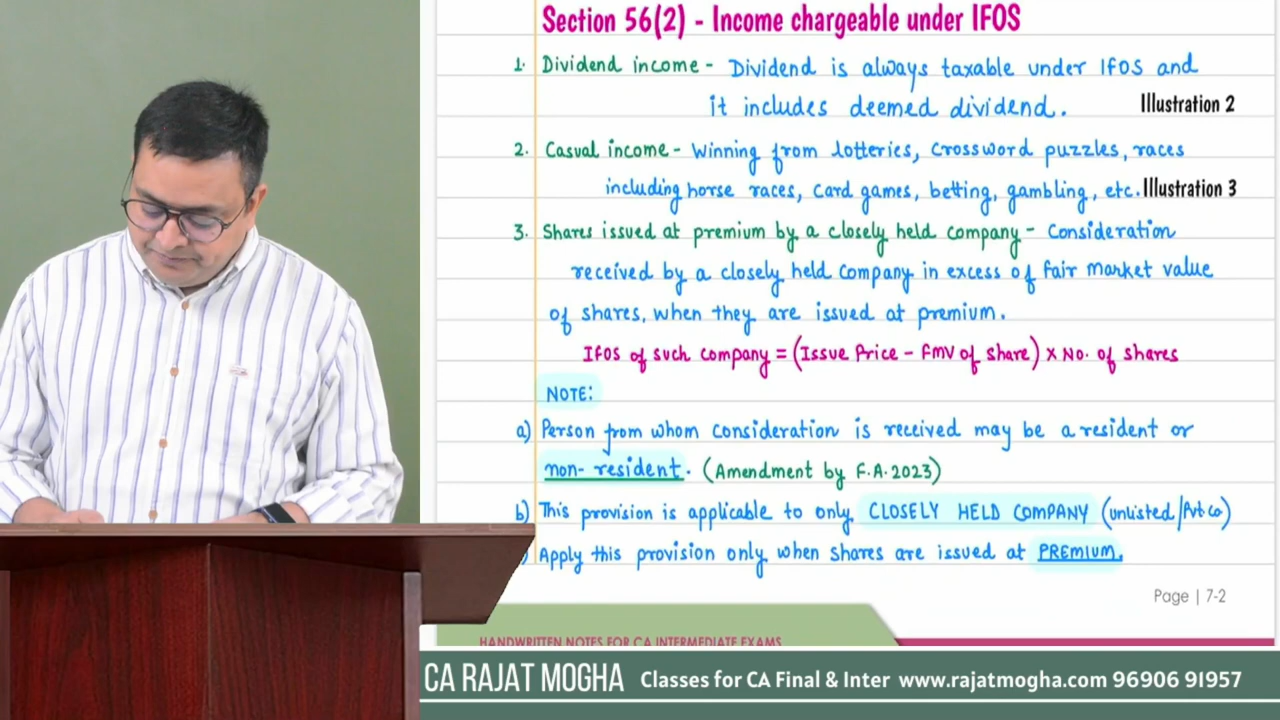 Section 56(2) - Income chargeable under IFOS
1. Dividend income - Dividend is always taxable under IFOS and
it includes deemed dividend. Illustration 2
2. Casual income - Winning from lotteries, crossword puzzles, races
including horse races, card games, betting, gambling, etc. Illustration 3
3. Shares issued at premium by a closely held company - Consideration
received by a closely held company in excess of fair market value
of shares, when they are issued at premium.
IFOS of such company = (Issue Price - FMV of share) x No. of shares
NOTE:
a) Person from whom consideration is received may be a resident or
non-resident. (Amendment by F.A. 2023)
b) This provision is applicable to only CLOSELY HELD COMPANY (unlisted/Pvt Co)
) Apply this provision only when shares are issued at PREMIUM.
Page | 7-2
HANDWRITTEN NOTES FOR CA INTERMEDIATE EXAMS
CA RAJAT MOGHA Classes for CA Final & Inter www.rajatmogha.com 96906 91957